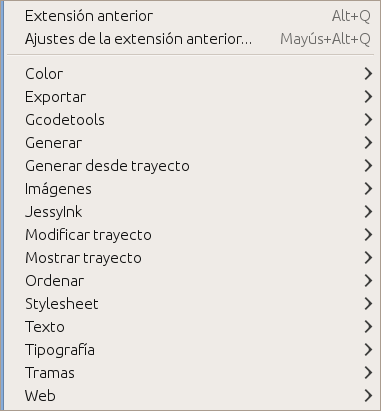 Extensión anterior Alt+Q
Ajustes de la extensión anterior... Mayús+Alt+Q
Color
Exportar
Gcodetools
Generar
Generar desde trayecto
Imágenes
JessyInk
Modificar trayecto
Mostrar trayecto
Ordenar
Stylesheet
Texto
Tipografía
Tramas
Web